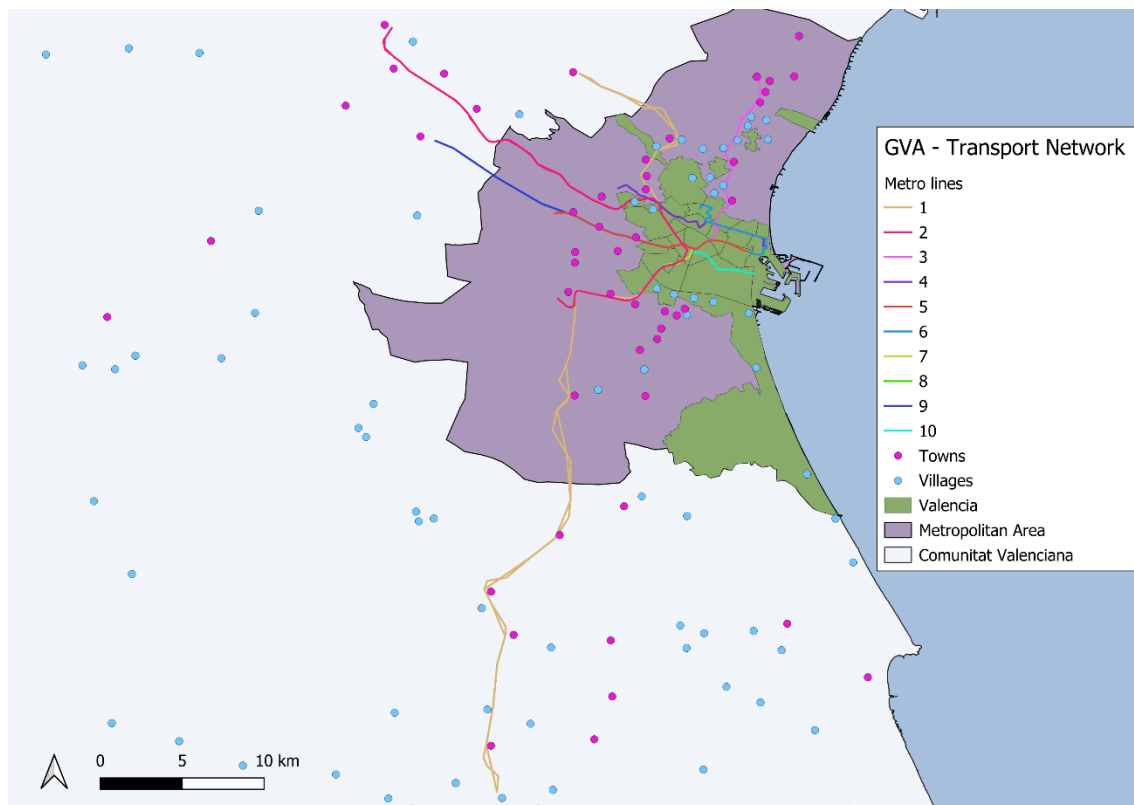 GVA - Transport Network
Metro lines
1
2
3
4
5
6
7
8
9
10
Towns
Villages
Valencia
Metropolitan Area
Comunitat Valenciana
0 5 10 km